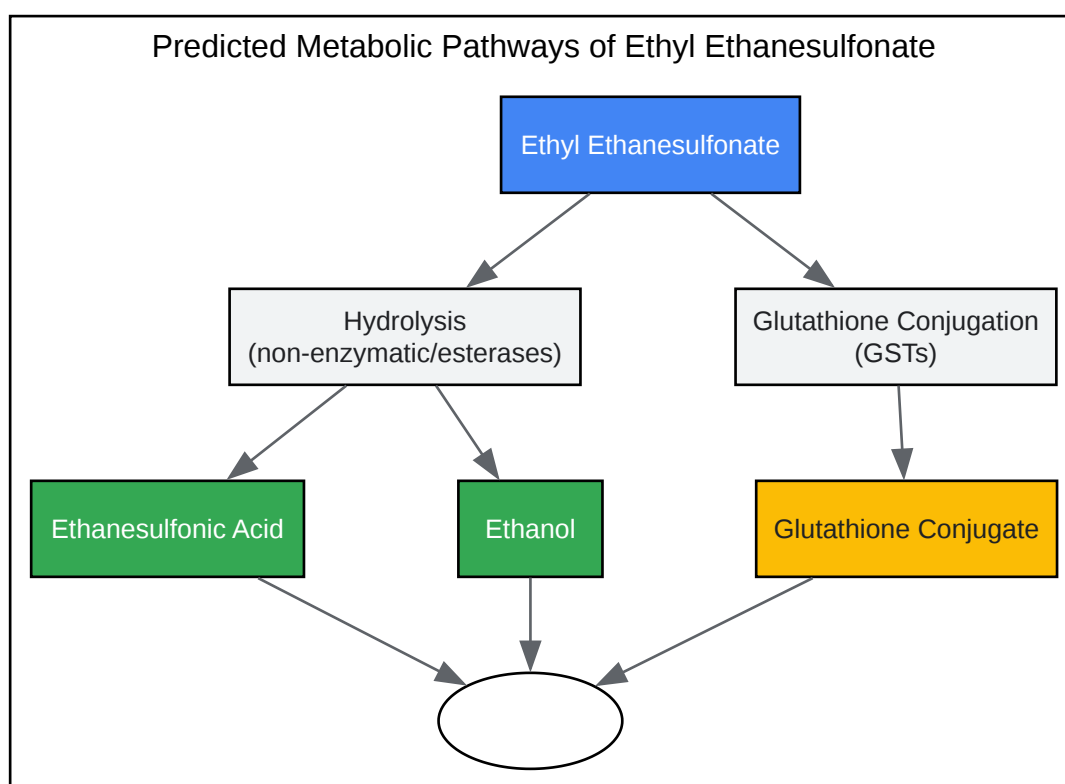 Predicted Metabolic Pathways of Ethyl Ethanesulfonate
Ethyl Ethanesulfonate
Hydrolysis
(non-enzymatic/esterases)
Glutathione Conjugation
(GSTs)
Ethanesulfonic Acid
Ethanol
Glutathione Conjugate